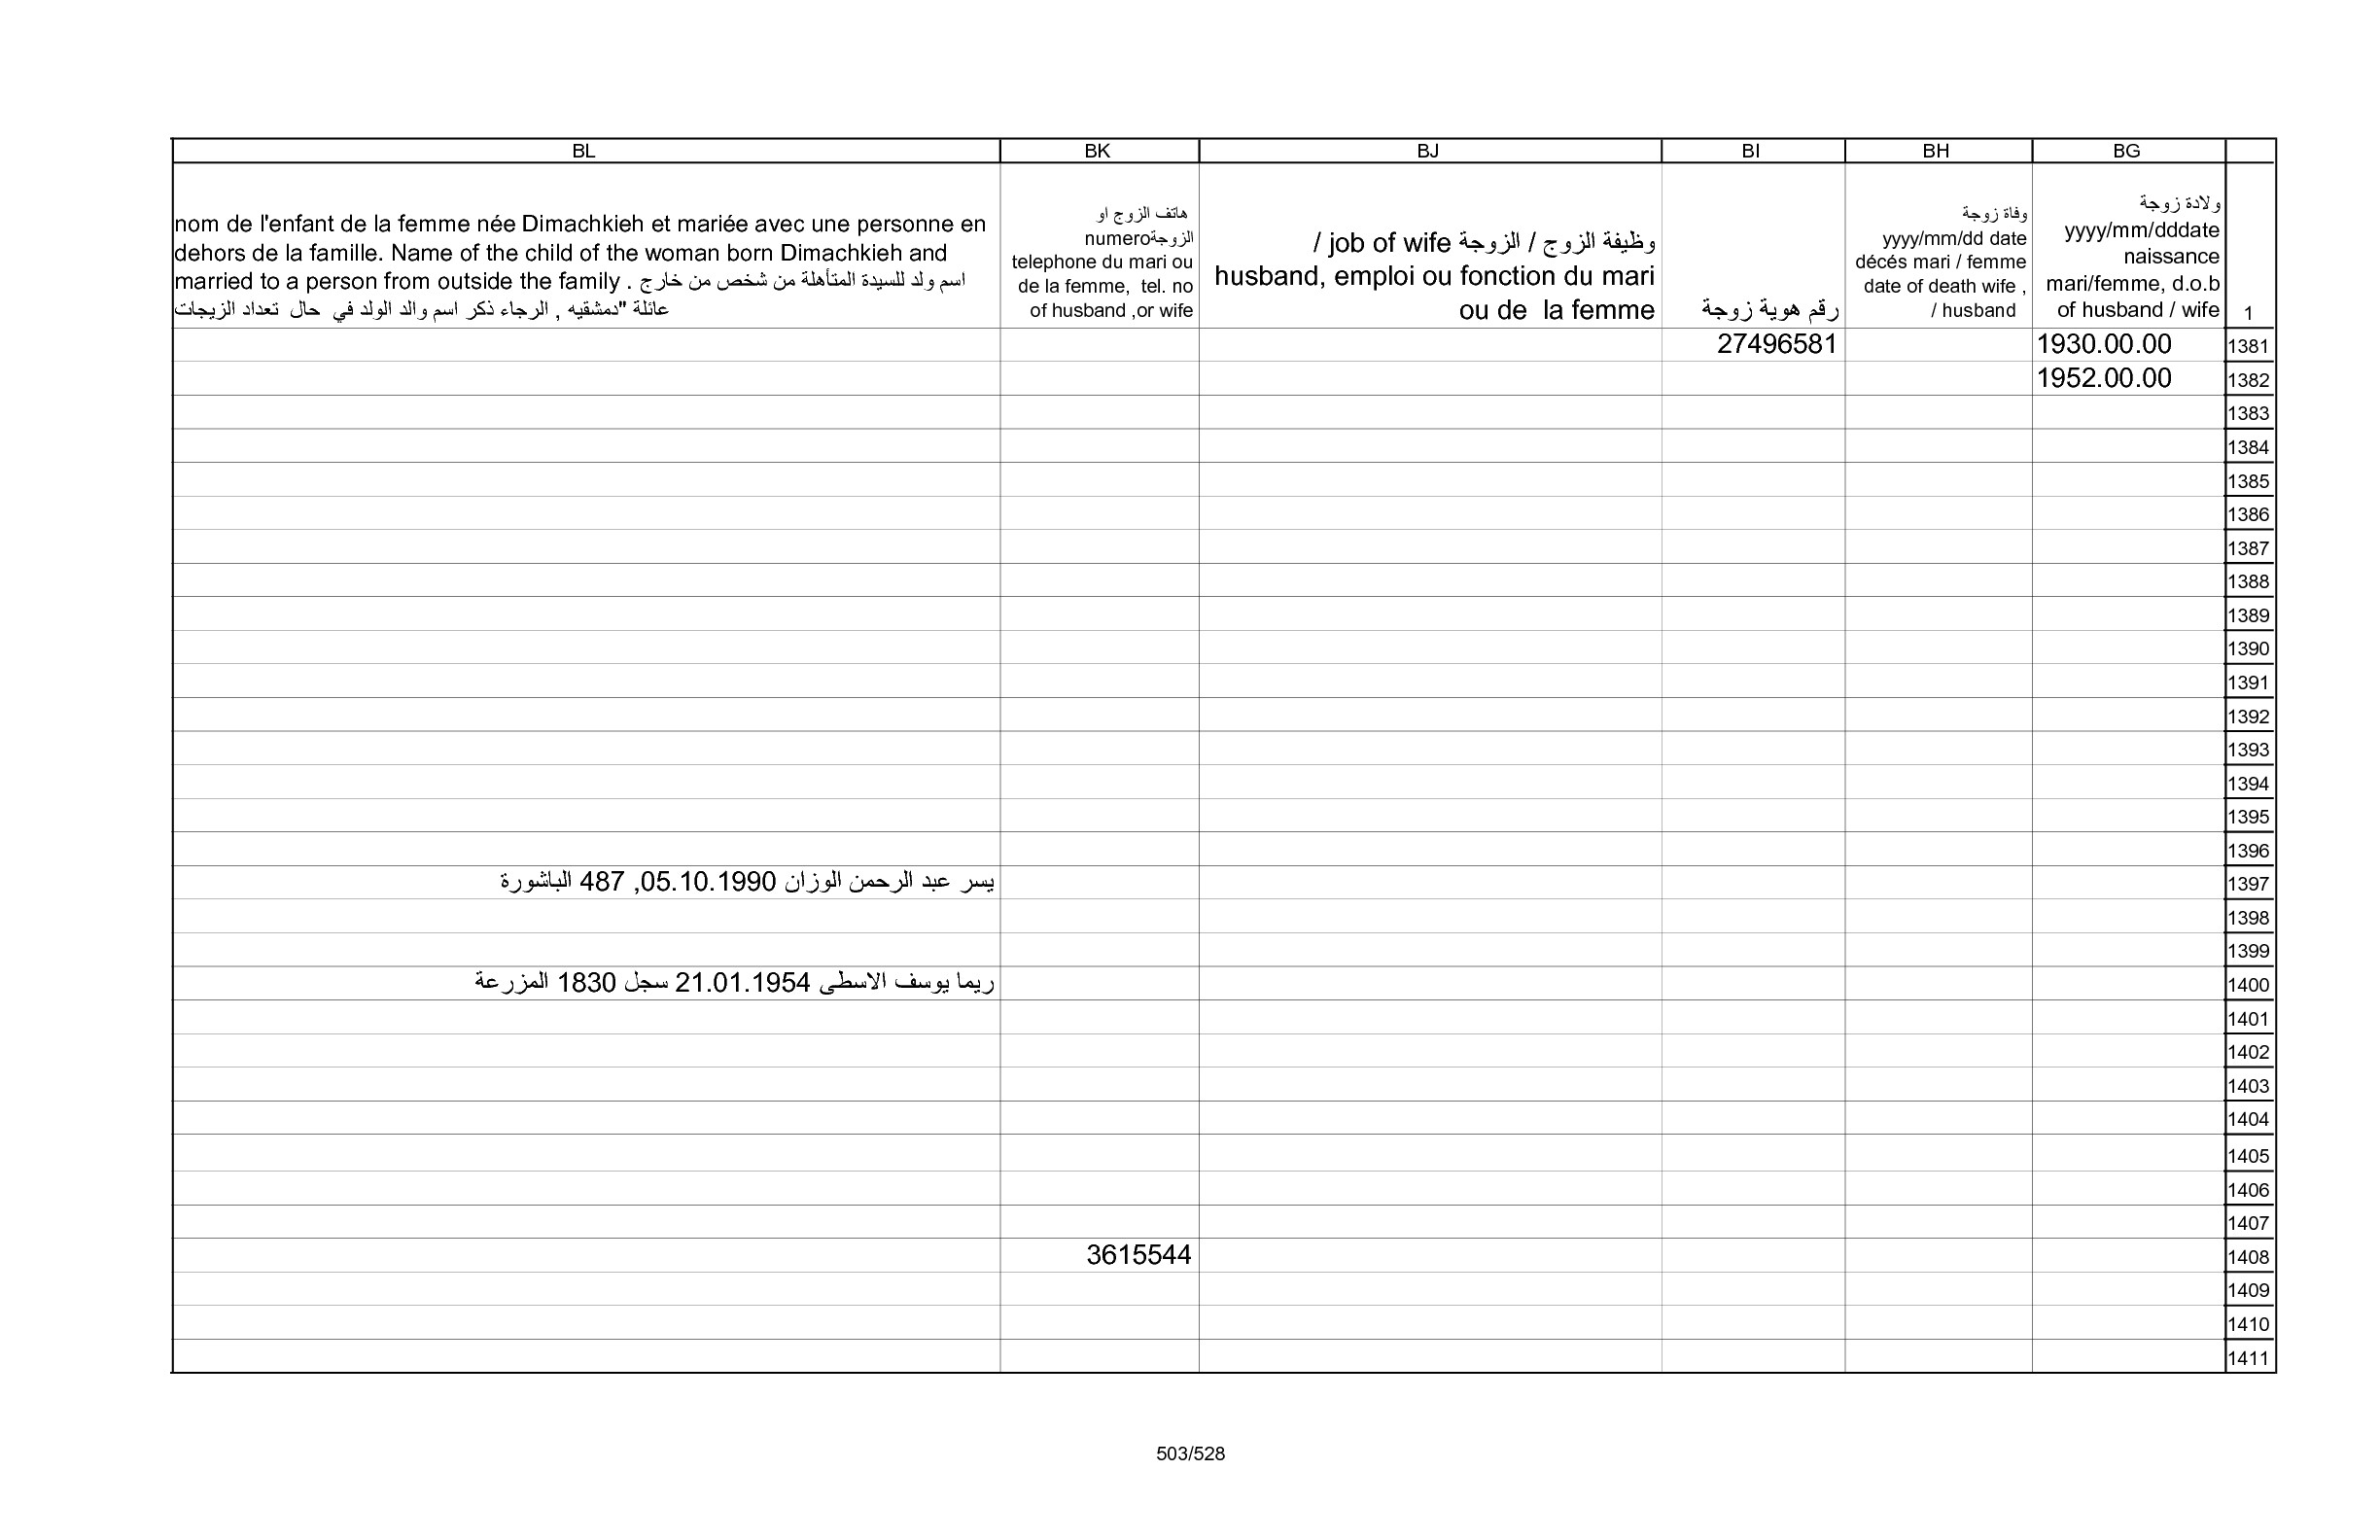 BL BK BJ BI BH BG
nom de l'enfant de la femme née Dimachkieh et mariée avec une personne en
dehors de la famille. Name of the child of the woman born Dimachkieh and
married to a person from outside the family . اسم ولد للسيدة المتأهلة من شخص من خارج
عائلة "دمشقيه , الرجاء ذكر اسم والد الولد في حال تعداد الزيجات
هاتف الزوج او
الزوجةnumero
telephone du mari ou
de la femme, tel. no
of husband ,or wife
وظيفة الزوج / الزوجة job of wife /
husband, emploi ou fonction du mari
ou de la femme
رقم هوية زوجة
وفاة زوجة
yyyy/mm/dd date
décés mari / femme
date of death wife ,
/ husband
ولادة زوجة
yyyy/mm/dddate
naissance
mari/femme, d.o.b
of husband / wife
1
27496581 1930.00.00 1381
1952.00.00 1382
1383
1384
1385
1386
1387
1388
1389
1390
1391
1392
1393
1394
1395
1396
يسر عبد الرحمن الوزان 05.10.1990, 487 الباشورة 1397
1398
1399
ريما يوسف الاسطى 21.01.1954 سجل 1830 المزرعة 1400
1401
1402
1403
1404
1405
1406
1407
3615544 1408
1409
1410
1411
503/528